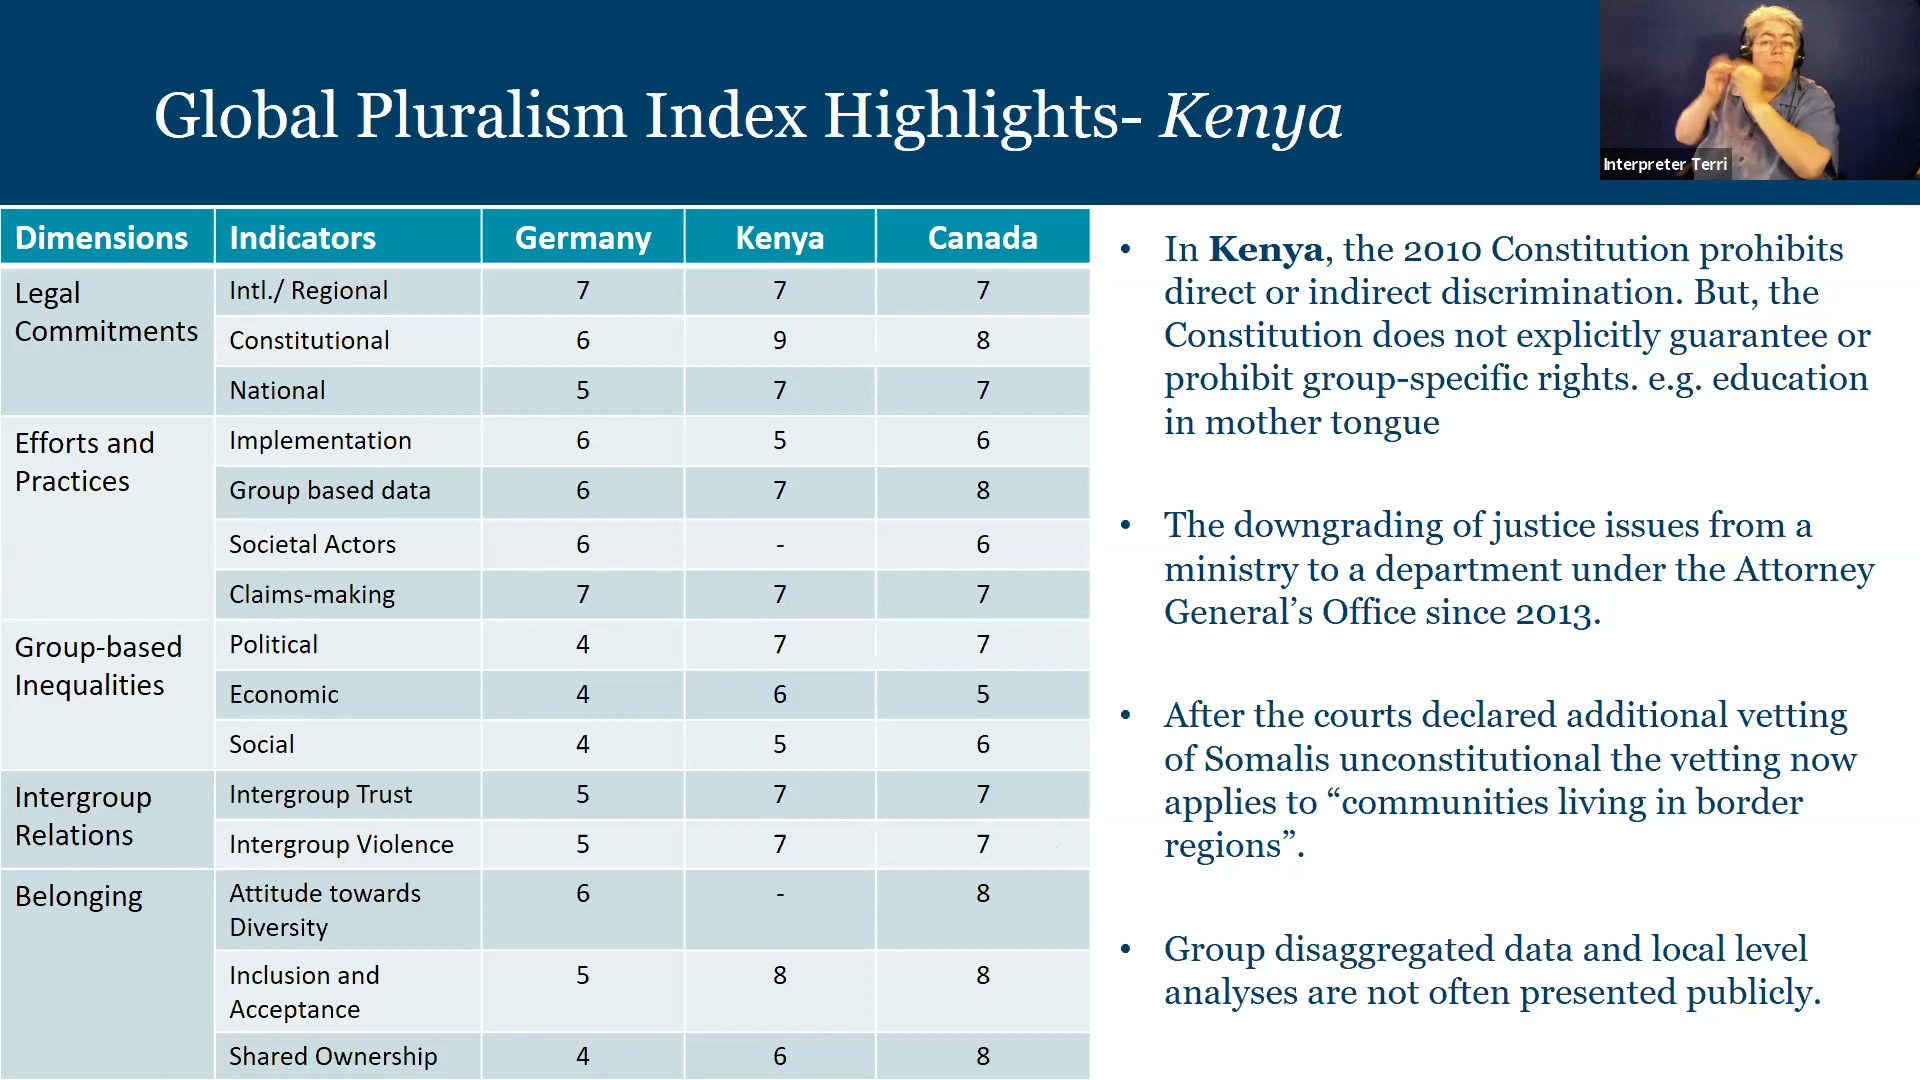 Global Pluralism Index Highlights- Kenya
Interpreter Terri
Dimensions Indicators Germany Kenya Canada
Legal Commitments Intl./ Regional 7 7 7
Constitutional 6 9 8
National 5 7 7
Efforts and Practices Implementation 6 5 6
Group based data 6 7 8
Societal Actors 6 - 6
Claims-making 7 7 7
Group-based Inequalities Political 4 7 7
Economic 4 6 5
Social 4 5 6
Intergroup Relations Intergroup Trust 5 7 7
Intergroup Violence 5 7 7
Belonging Attitude towards Diversity 6 - 8
Inclusion and Acceptance 5 8 8
Shared Ownership 4 6 8
• In Kenya, the 2010 Constitution prohibits
direct or indirect discrimination. But, the
Constitution does not explicitly guarantee or
prohibit group-specific rights. e.g. education
in mother tongue
• The downgrading of justice issues from a
ministry to a department under the Attorney
General’s Office since 2013.
• After the courts declared additional vetting
of Somalis unconstitutional the vetting now
applies to “communities living in border
regions”.
• Group disaggregated data and local level
analyses are not often presented publicly.